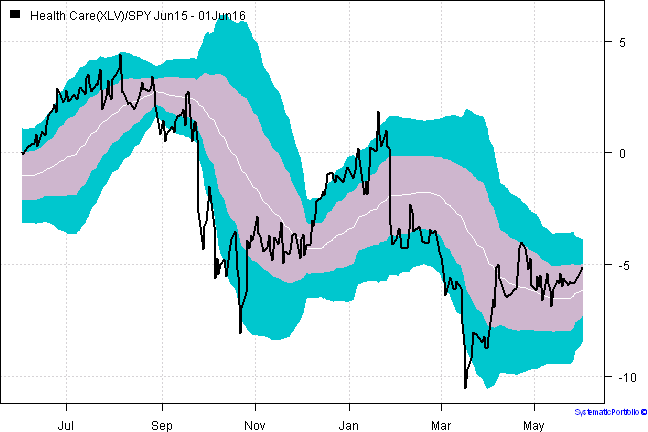 Health Care(XLV)/SPY Jun15 - 01Jun16
5
0
-5
-10
Jul Sep Nov Jan Mar May
SystematicPortfolio ©